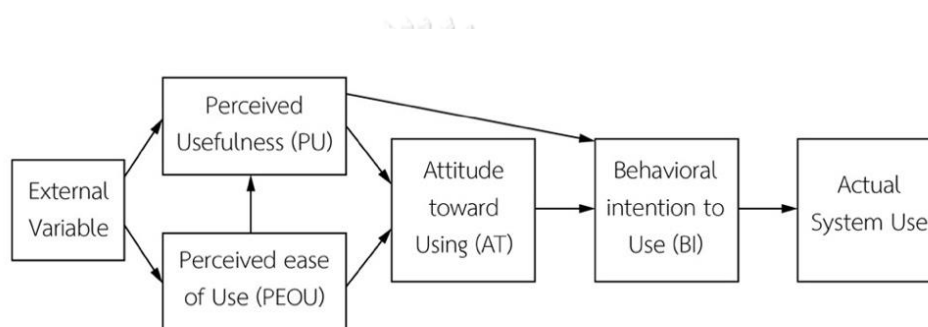 Perceived
Usefulness (PU)
External
Variable
Perceived ease
of Use (PEOU)
Attitude
toward
Using (AT)
Behavioral
intention to
Use (BI)
Actual
System Use